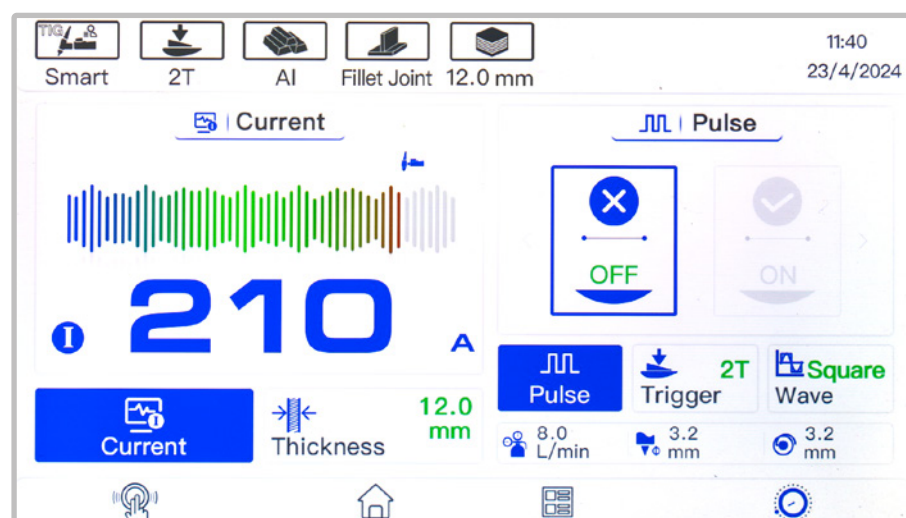 TIG
Smart
2T
Al
Fillet Joint
12.0 mm
11:40
23/4/2024
Current
Pulse
210
A
I
OFF
ON
Current
Thickness
12.0
mm
Pulse
2T
Trigger
Square
Wave
8.0
L/min
3.2
mm
3.2
mm